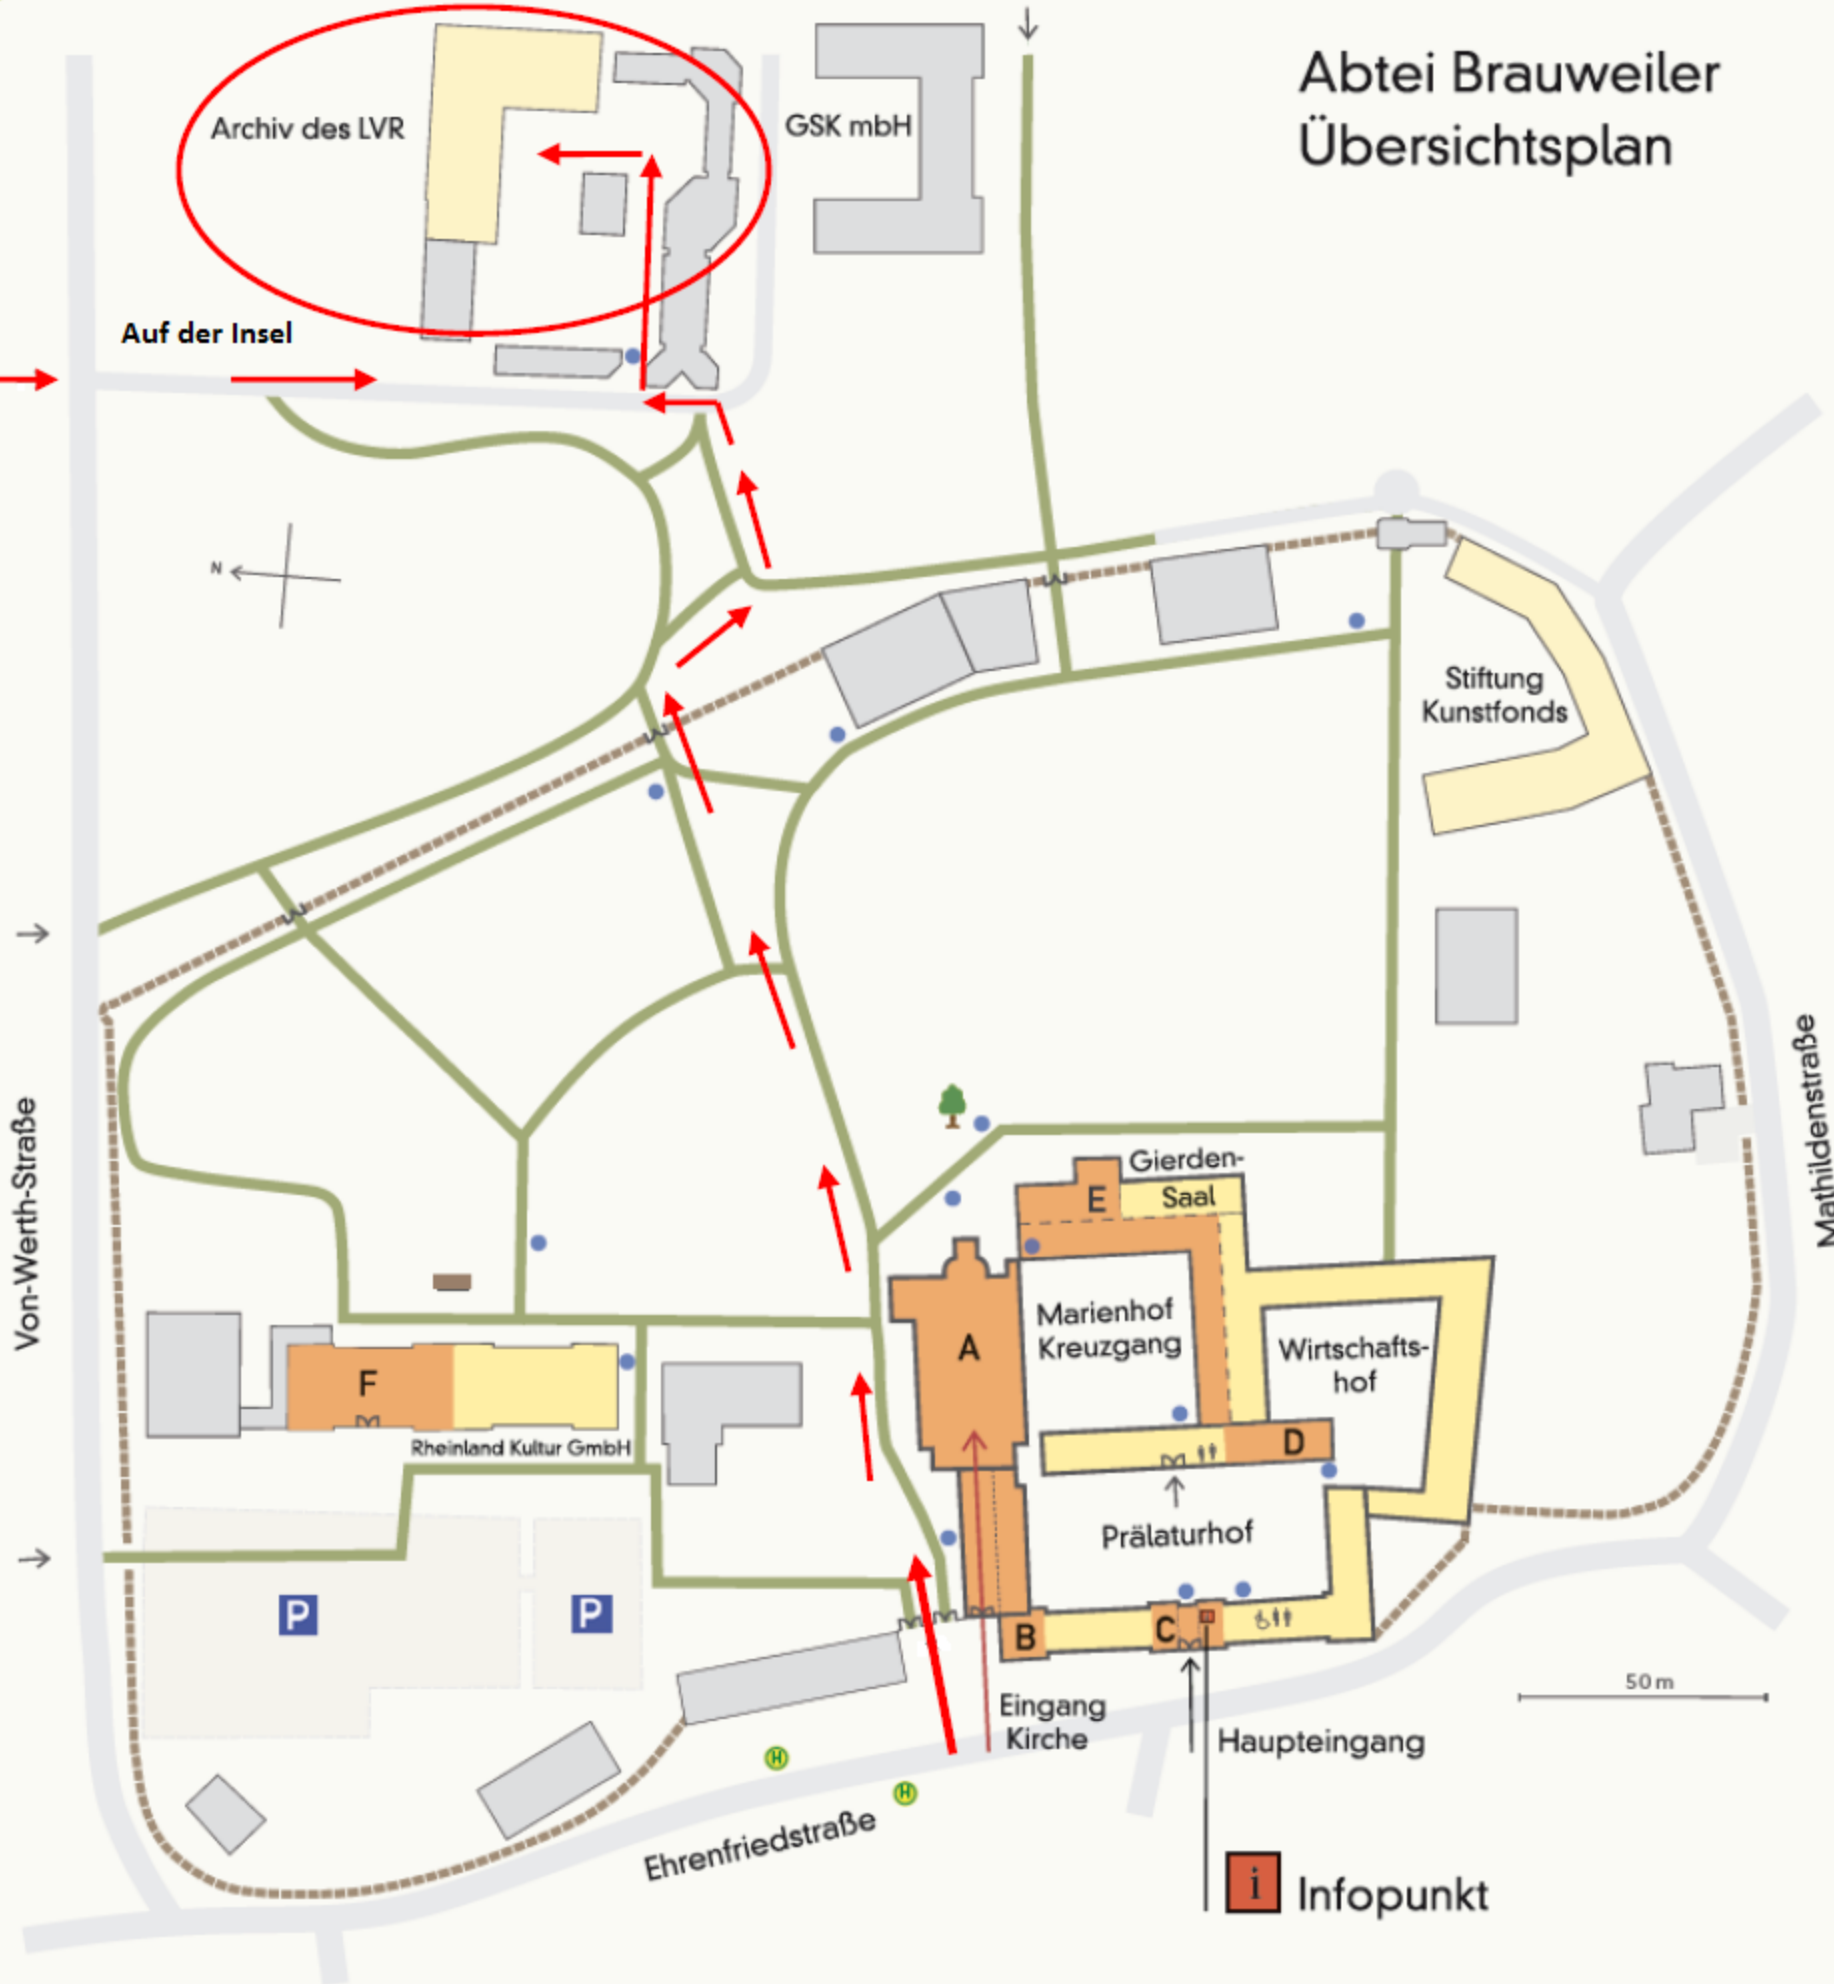 Abtei Brauweiler
Übersichtsplan
Archiv des LVR
GSK mbH
Auf der Insel
N
Stiftung
Kunstfonds
Von-Werth-Straße
Mathildenstraße
Gierden-
Saal
E
A
Marienhof
Kreuzgang
Wirtschafts-
hof
F
D
Rheinland Kultur GmbH
Prälaturhof
P
P
B
C
Eingang
Kirche
50 m
Haupteingang
H
H
Ehrenfriedstraße
i Infopunkt